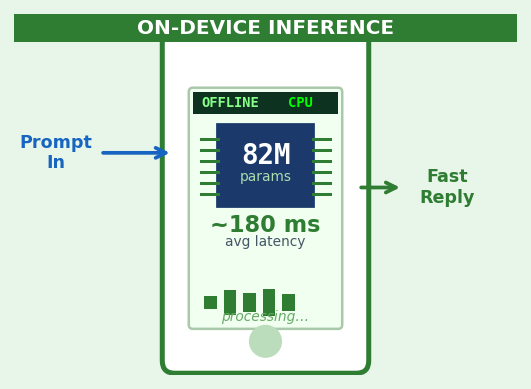 ON-DEVICE INFERENCE
OFFLINE CPU
82M
params
Prompt
In
Fast
Reply
~180 ms
avg latency
processing...